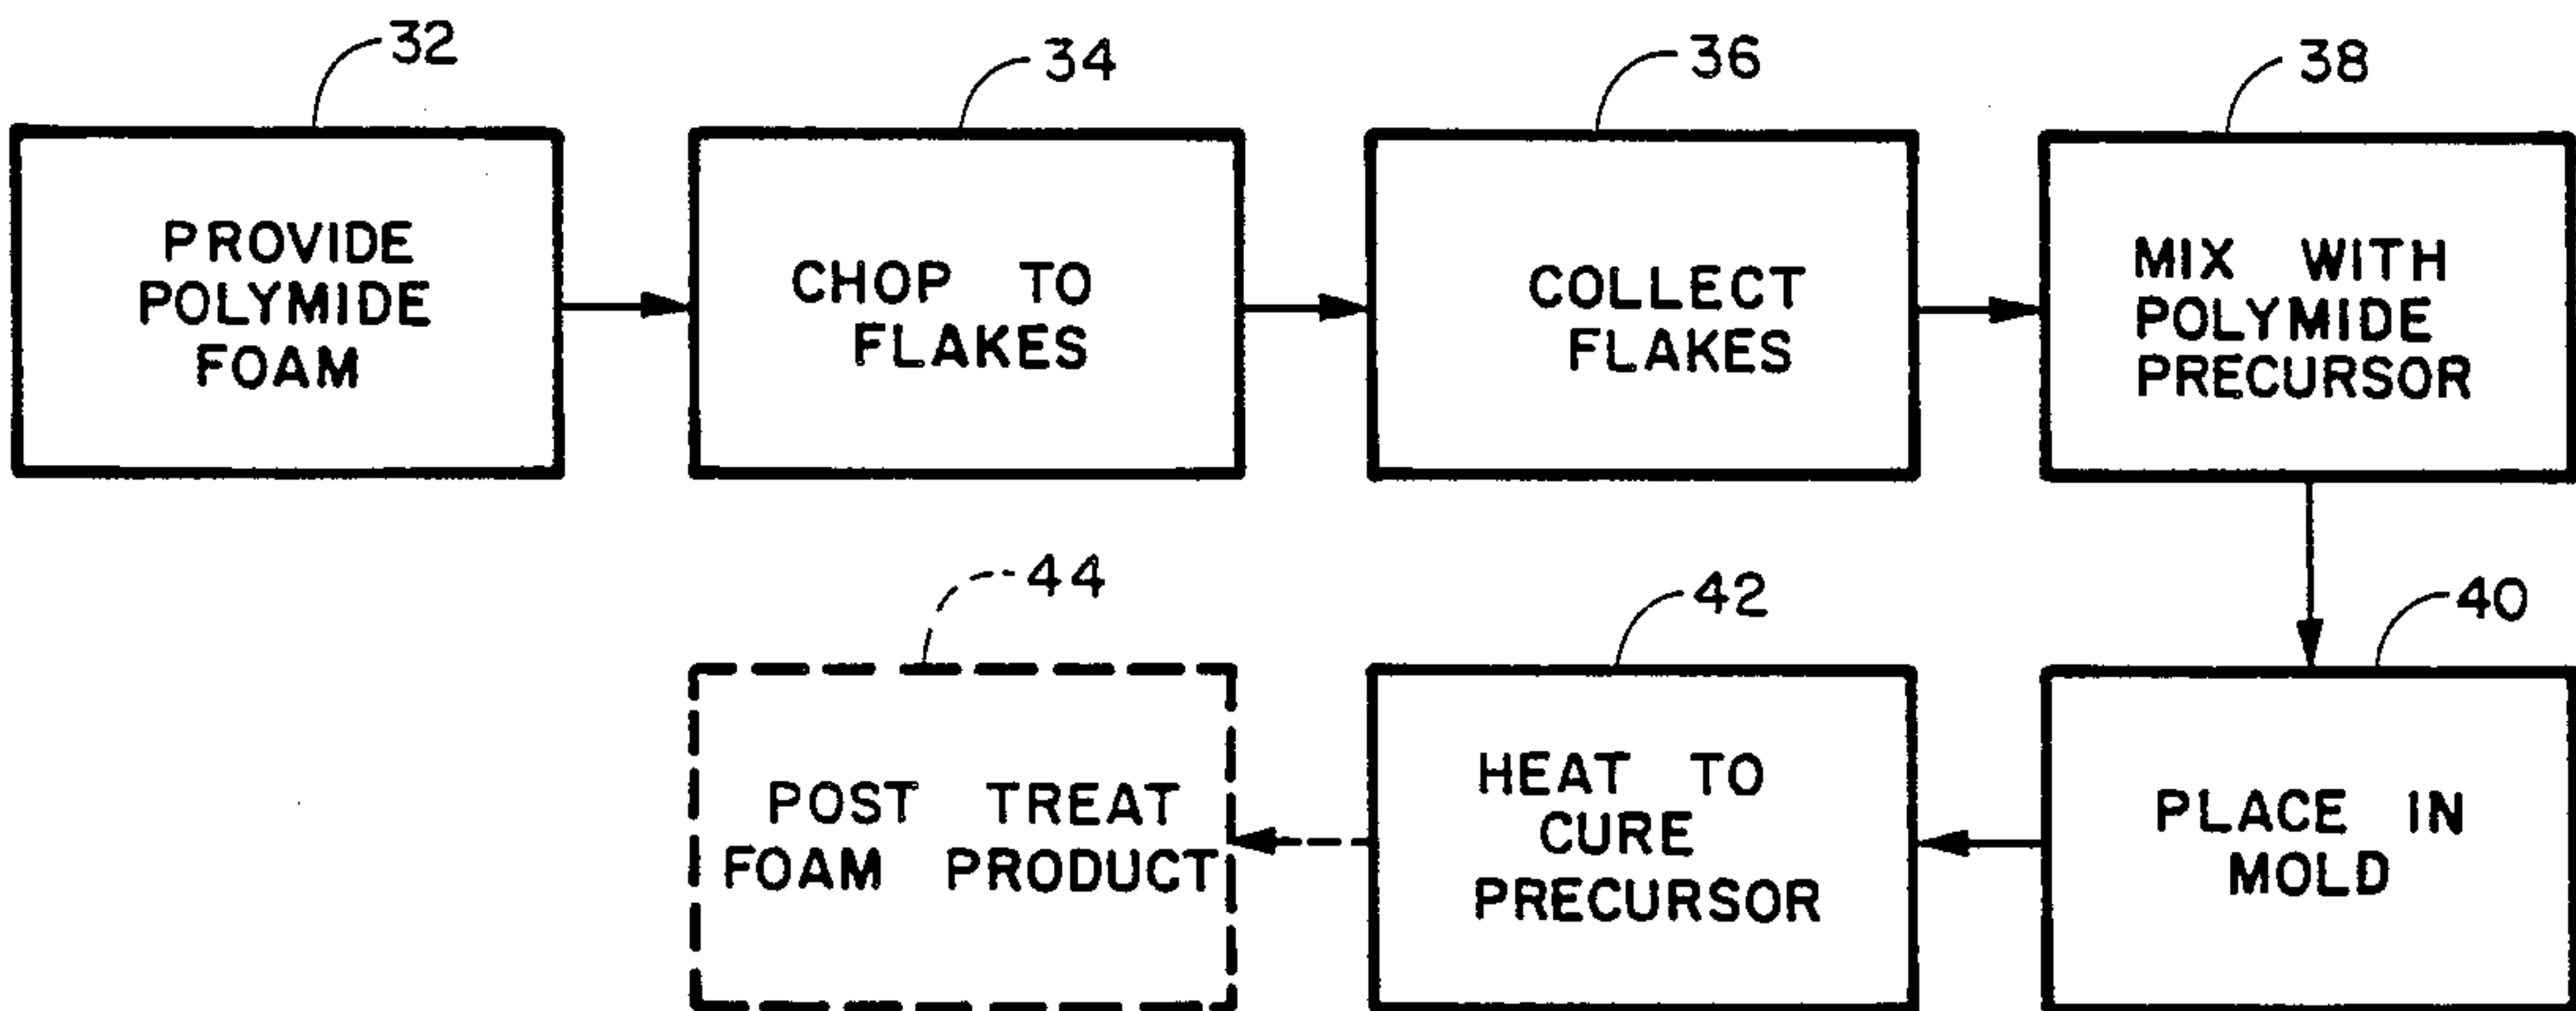 32
PROVIDE
POLYMIDE
FOAM
34
CHOP TO
FLAKES
36
COLLECT
FLAKES
38
MIX WITH
POLYMIDE
PRECURSOR
40
PLACE IN
MOLD
42
HEAT TO
CURE
PRECURSOR
44
POST TREAT
FOAM PRODUCT